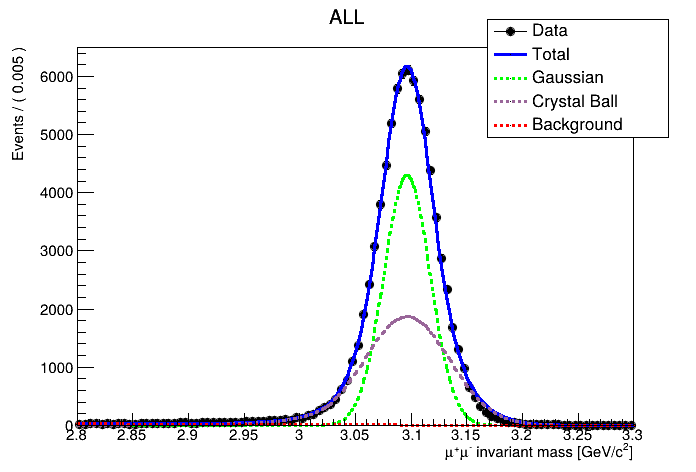 ALL
Events / ( 0.005 )
Data
Total
Gaussian
Crystal Ball
Background
6000
5000
4000
3000
2000
1000
0
2.8 2.85 2.9 2.95 3 3.05 3.1 3.15 3.2 3.25 3.3
μ⁺μ⁻ invariant mass [GeV/c²]